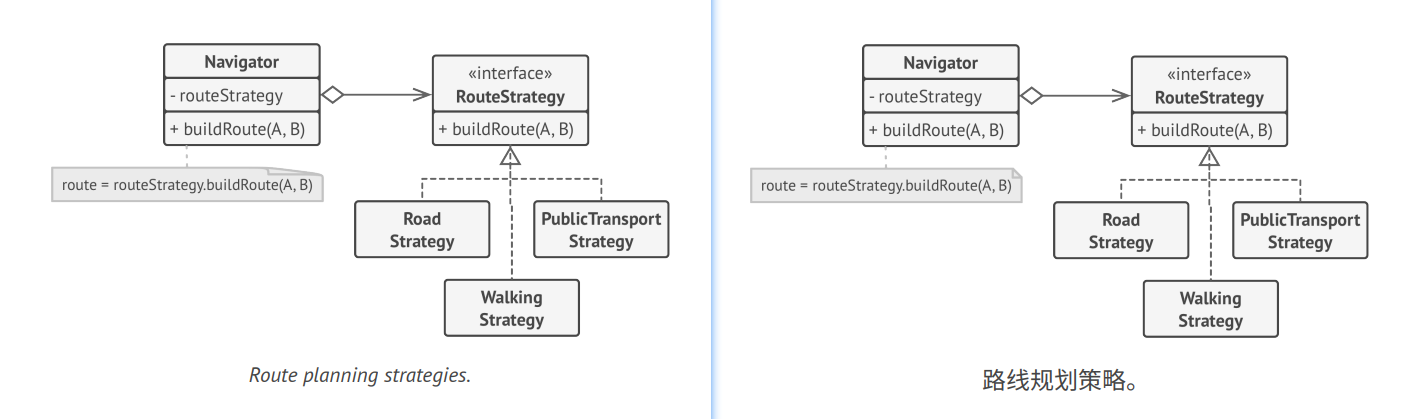 Navigator
- routeStrategy
+ buildRoute(A, B)
«interface»
RouteStrategy
+ buildRoute(A, B)
route = routeStrategy.buildRoute(A, B)
Road
Strategy
PublicTransport
Strategy
Walking
Strategy
Route planning strategies.
Navigator
- routeStrategy
+ buildRoute(A, B)
«interface»
RouteStrategy
+ buildRoute(A, B)
route = routeStrategy.buildRoute(A, B)
Road
Strategy
PublicTransport
Strategy
Walking
Strategy
路线规划策略。